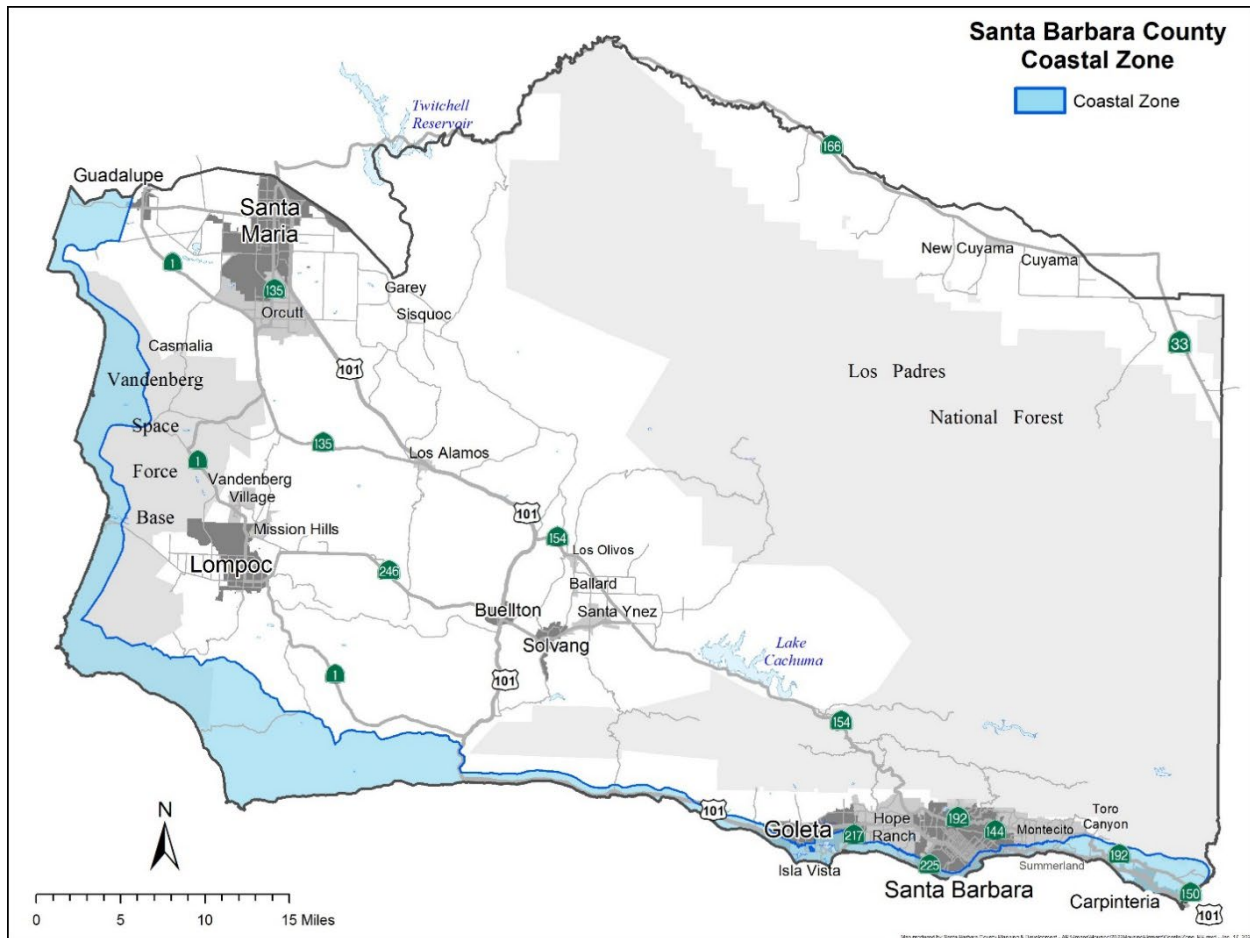 Santa Barbara County
Coastal Zone
Coastal Zone
Twitchell
Reservoir
166
Guadalupe
Santa
Maria
New Cuyama
Cuyama
1
135
Garey
Sisquoc
Orcutt
33
Casmalia
101
Vandenberg
Los Padres
National Forest
Space
135
Los Alamos
1
Force
Vandenberg
Village
Base
Mission Hills
101
154
Los Olivos
Lompoc
246
Ballard
Buellton
Santa Ynez
Solvang
Lake
Cachuma
1
101
154
101
Goleta
217
Hope
Ranch
192
144
Montecito
Toro
Canyon
192
Isla Vista
225
Summerland
Santa Barbara
Carpinteria
150
101
N
0 5 10 15 Miles